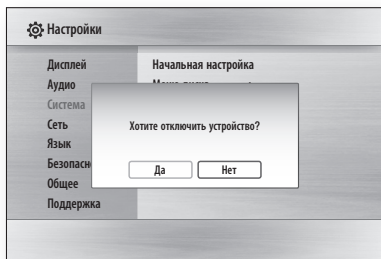 Настройки
Дисплей
Начальная настройка
Аудио
Система
Сеть
Хотите отключить устройство?
Язык
Да
Нет
Общее
Поддержка